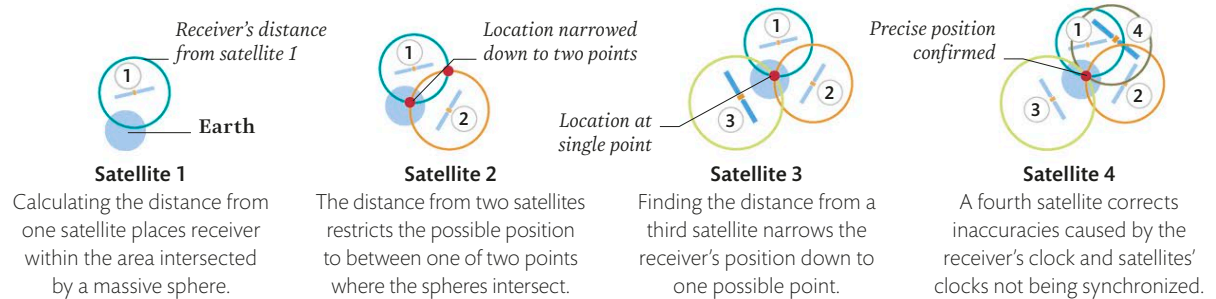 Receiver's distance
from satellite 1
1
Earth
Satellite 1
Calculating the distance from
one satellite places receiver
within the area intersected
by a massive sphere.
Location narrowed
down to two points
1
2
Satellite 2
The distance from two satellites
restricts the possible position
to between one of two points
where the spheres intersect.
1
2
3
Location at
single point
Satellite 3
Finding the distance from a
third satellite narrows the
receiver's position down to
one possible point.
Precise position
confirmed
1
4
2
3
Satellite 4
A fourth satellite corrects
inaccuracies caused by the
receiver's clock and satellites'
clocks not being synchronized.